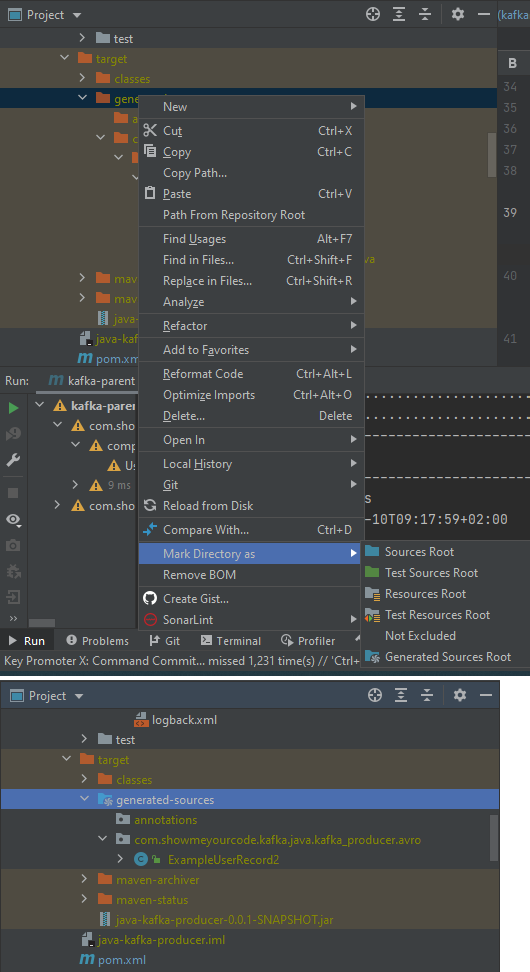 Project
(kafka
test
target
classes
B
34
35
36
37
38
39
40
41
New
Cut Ctrl+X
Copy Ctrl+C
Copy Path...
Paste Ctrl+V
Path From Repository Root
Find Usages Alt+F7
Find in Files... Ctrl+Shift+F
Replace in Files... Ctrl+Shift+R
Analyze
Refactor
Add to Favorites
Reformat Code Ctrl+Alt+L
Optimize Imports Ctrl+Alt+O
Delete... Delete
Open In
Local History
Git
Reload from Disk
Compare With... Ctrl+D
Mark Directory as
Remove BOM
Create Gist...
SonarLint
Sources Root
Test Sources Root
Resources Root
Test Resources Root
Not Excluded
Generated Sources Root
gene
a
c
va
mav
mav
java-
java-kaf
pom.xm
Run: kafka-parent
kafka-paren
com.sho
comp
Us
9 ms
com.sho
s
-10T09:17:59+02:00
Run Problems Git Terminal Profiler
Key Promoter X: Command Commit... missed 1,231 time(s) // 'Ctrl+
Project
logback.xml
test
target
classes
generated-sources
annotations
com.showmeyourcode.kafka.java.kafka_producer.avro
ExampleUserRecord2
maven-archiver
maven-status
java-kafka-producer-0.0.1-SNAPSHOT.jar
java-kafka-producer.iml
pom.xml